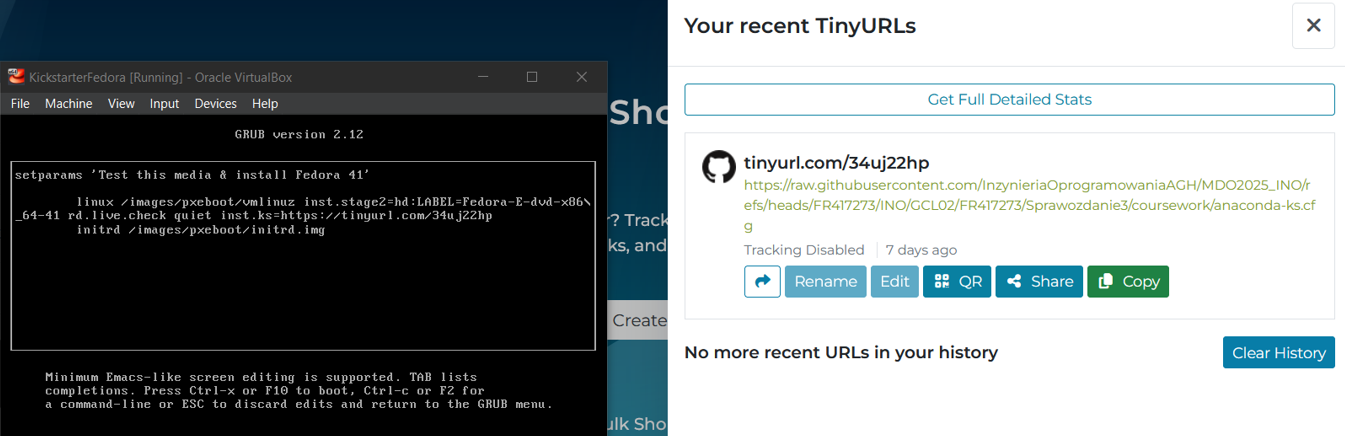 KickstarterFedora [Running] - Oracle VirtualBox
File Machine View Input Devices Help
GRUB version 2.12
setparams 'Test this media & install Fedora 41'
linux /images/pxeboot/vmlinuz inst.stage2=hd:LABEL=Fedora-E-dvd-x86\
_64-41 rd.live.check quiet inst.ks=https://tinyurl.com/34uj22hp
initrd /images/pxeboot/initrd.img
Minimum Emacs-like screen editing is supported. TAB lists
completions. Press Ctrl-x or F10 to boot, Ctrl-c or F2 for
a command-line or ESC to discard edits and return to the GRUB menu.
Sho
r? Track
ks, and
Create
ulk Sho
Your recent TinyURLs
Get Full Detailed Stats
tinyurl.com/34uj22hp
https://raw.githubusercontent.com/InzynieriaOprogramowaniaAGH/MDO2025_INO/r
efs/heads/FR417273/INO/GCL02/FR417273/Sprawozdanie3/coursework/anaconda-ks.cf
g
Tracking Disabled 7 days ago
Rename Edit QR Share Copy
No more recent URLs in your history
Clear History